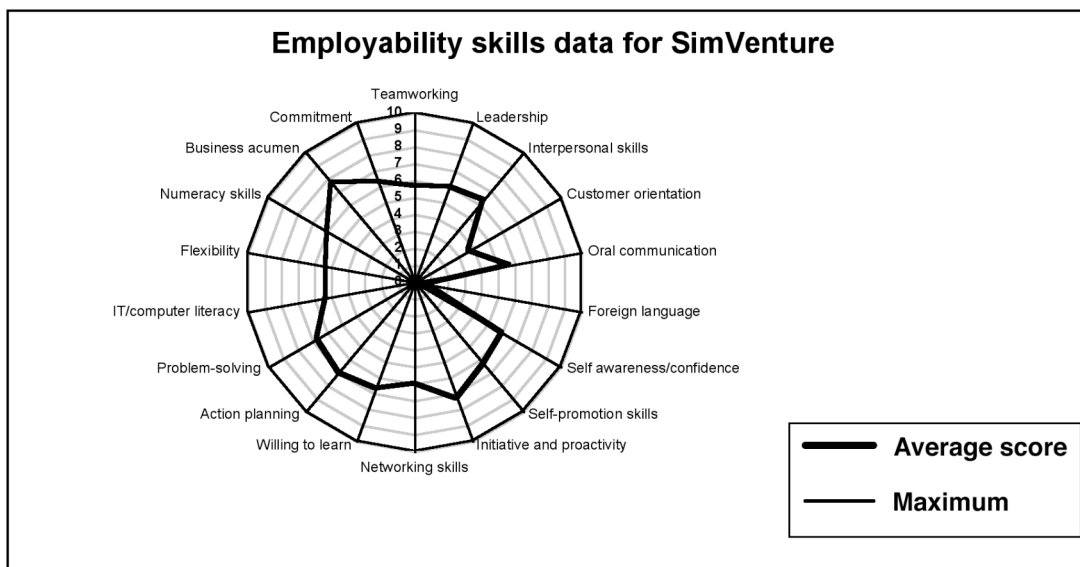 Employability skills data for SimVenture
Teamworking
Commitment
Leadership
Business acumen
Interpersonal skills
Numeracy skills
Customer orientation
Flexibility
Oral communication
IT/computer literacy
Foreign language
Problem-solving
Self awareness/confidence
Action planning
Self-promotion skills
Willing to learn
Initiative and proactivity
Networking skills
10
9
8
7
6
5
4
3
2
1
0
Average score
Maximum